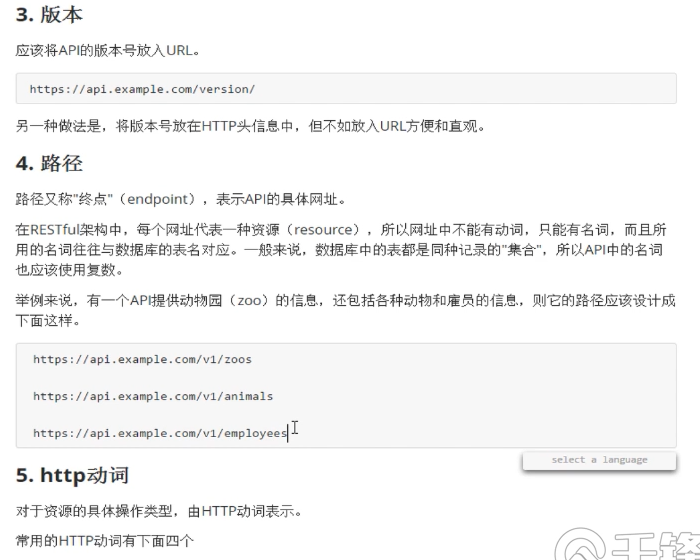 3. 版本
应该将API的版本号放入URL。
https://api.example.com/version/
另一种做法是，将版本号放在HTTP头信息中，但不如放入URL方便和直观。
4. 路径
路径又称"终点"（endpoint），表示API的具体网址。
在RESTful架构中，每个网址代表一种资源（resource），所以网址中不能有动词，只能有名词，而且所
用的名词往往与数据库的表名对应。一般来说，数据库中的表都是同种记录的"集合"，所以API中的名词
也应该使用复数。
举例来说，有一个API提供动物园（zoo）的信息，还包括各种动物和雇员的信息，则它的路径应该设计成
下面这样。
https://api.example.com/v1/zoos
https://api.example.com/v1/animals
https://api.example.com/v1/employees
select a language
5. http动词
对于资源的具体操作类型，由HTTP动词表示。
常用的HTTP动词有下面四个
千锋